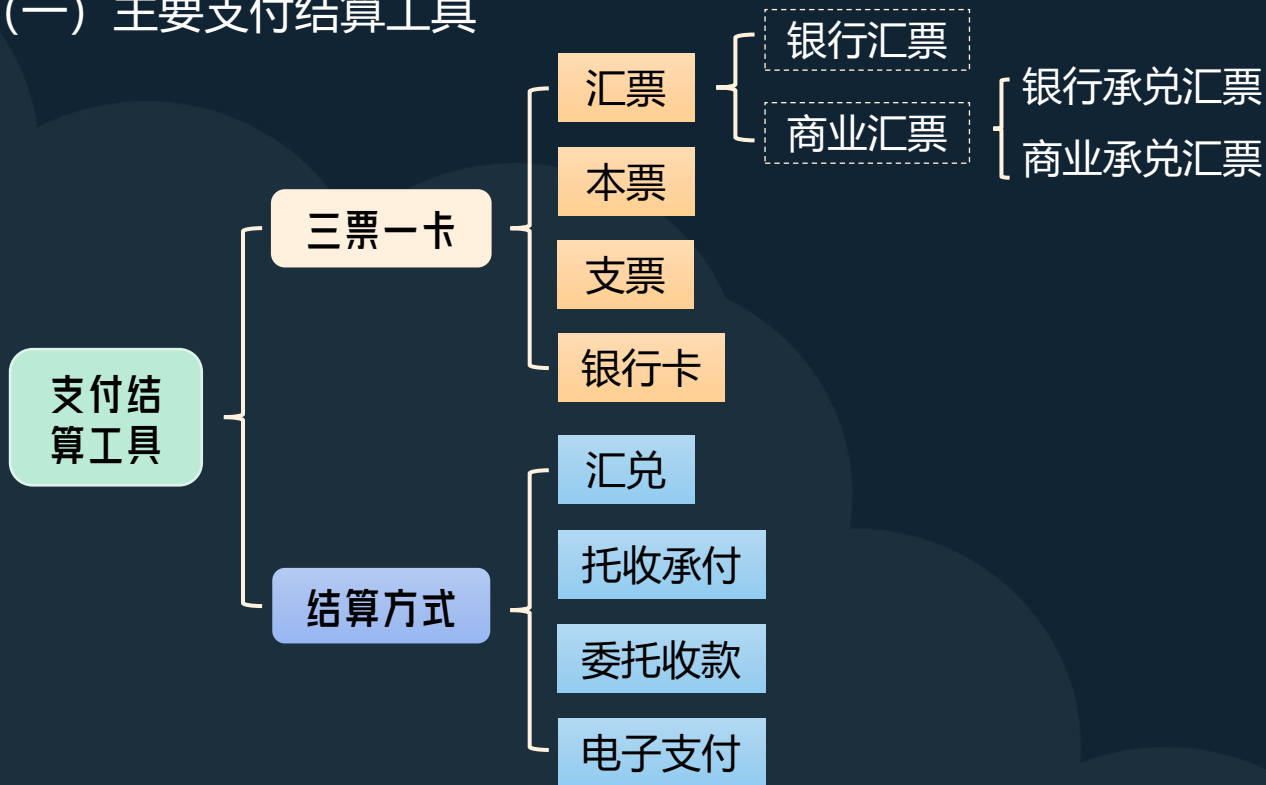 (一）主要支付结算工具
银行汇票
汇票
银行承兑汇票
商业汇票
商业承兑汇票
本票
三票一卡
支票
银行卡
支付结
算工具
汇兑
托收承付
结算方式
委托收款
电子支付